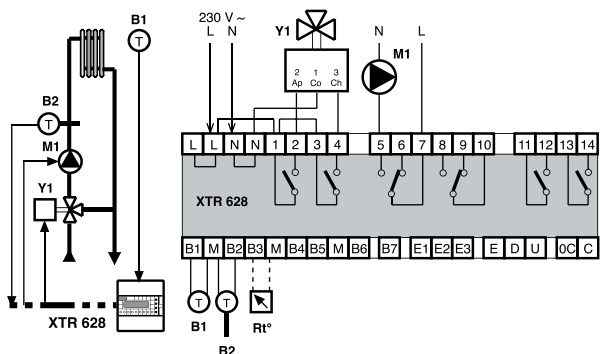 B1
T
B2
T
M1
Y1
XTR 628
230 V ~
L N
Y1
2 1 3
Ap Co Ch
N L
M1
L L N N 1 2 3 4 5 6 7 8 9 10 11 12 13 14
XTR 628
B1 M B2 B3 M B4 B5 M B6 B7 E1 E2 E3 E D U 0C C
T T
B1 Rt°
B2